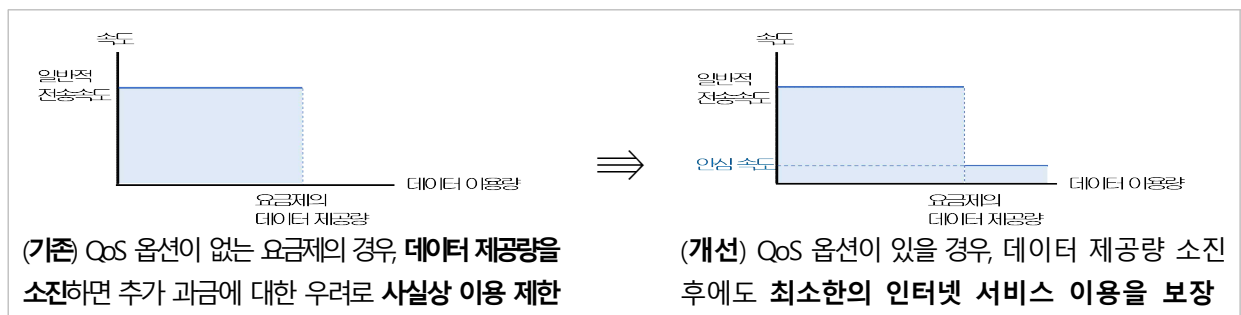 속도
일반적
전송속도
데이터 이용량
요금제의
데이터 제공량
(기존) QoS 옵션이 없는 요금제의 경우, 데이터 제공량을
소진하면 추가 과금에 대한 우려로 사실상 이용 제한
⇒
속도
일반적
전송속도
안심 속도
데이터 이용량
요금제의
데이터 제공량
(개선) QoS 옵션이 있을 경우, 데이터 제공량 소진
후에도 최소한의 인터넷 서비스 이용을 보장